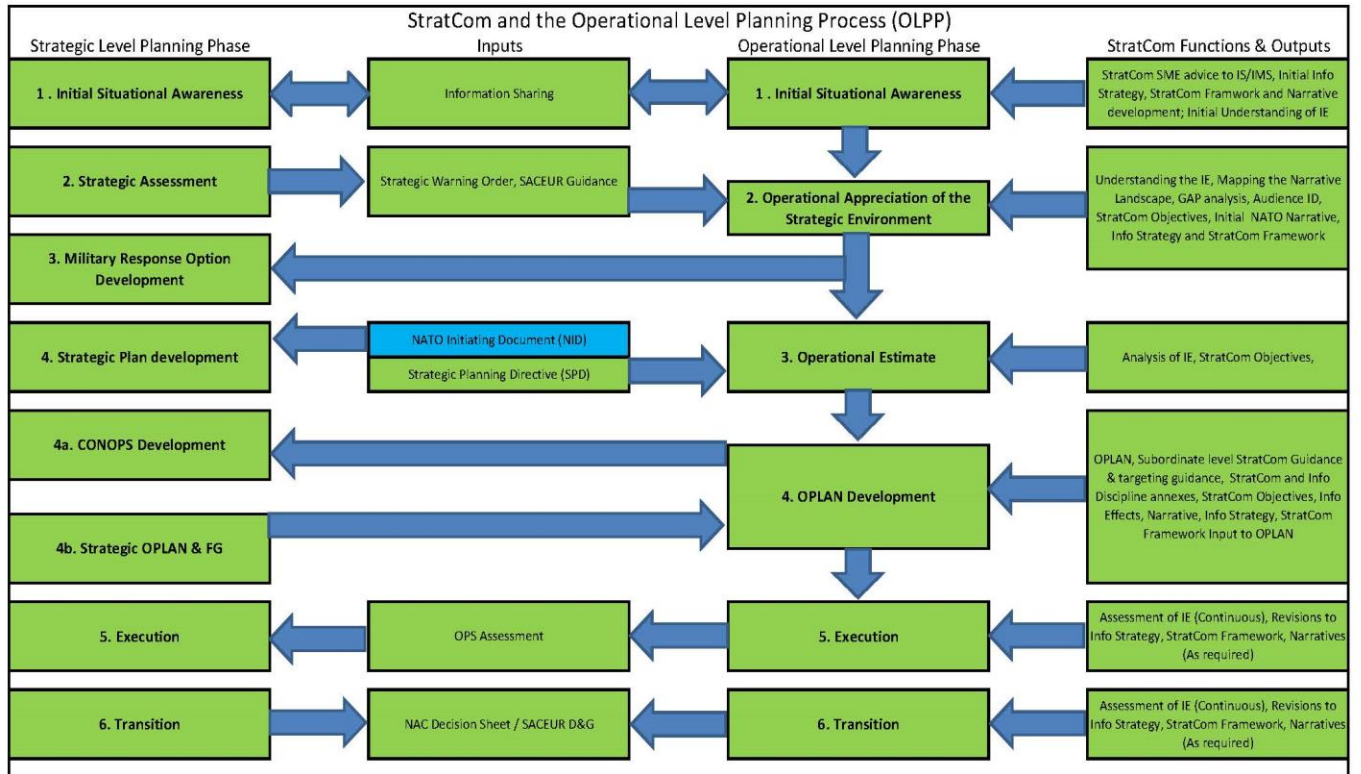 StratCom and the Operational Level Planning Process (OLPP)
Strategic Level Planning Phase
Inputs
Operational Level Planning Phase
StratCom Functions & Outputs
1 . Initial Situational Awareness
Information Sharing
1 . Initial Situational Awareness
StratCom SME advice to IS/IMS, Initial Info
Strategy, StratCom Framwork and Narrative
development; Initial Understanding of IE
2. Strategic Assessment
Strategic Warning Order, SACEUR Guidance
2. Operational Appreciation of the
Strategic Environment
Understanding the IE, Mapping the Narrative
Landscape, GAP analysis, Audience ID,
StratCom Objectives, Initial NATO Narrative,
Info Strategy and StratCom Framework
3. Military Response Option
Development
4. Strategic Plan development
NATO Initiating Document (NID)
Strategic Planning Directive (SPD)
3. Operational Estimate
Analysis of IE, StratCom Objectives,
4a. CONOPS Development
4b. Strategic OPLAN & FG
4. OPLAN Development
OPLAN, Subordinate level StratCom Guidance
& targeting guidance, StratCom and Info
Discipline annexes, StratCom Objectives, Info
Effects, Narrative, Info Strategy, StratCom
Framework Input to OPLAN
5. Execution
OPS Assessment
5. Execution
Assessment of IE (Continuous), Revisions to
Info Strategy, StratCom Framework, Narratives
(As required)
6. Transition
NAC Decision Sheet / SACEUR D&G
6. Transition
Assessment of IE (Continuous), Revisions to
Info Strategy, StratCom Framework, Narratives
(As required)